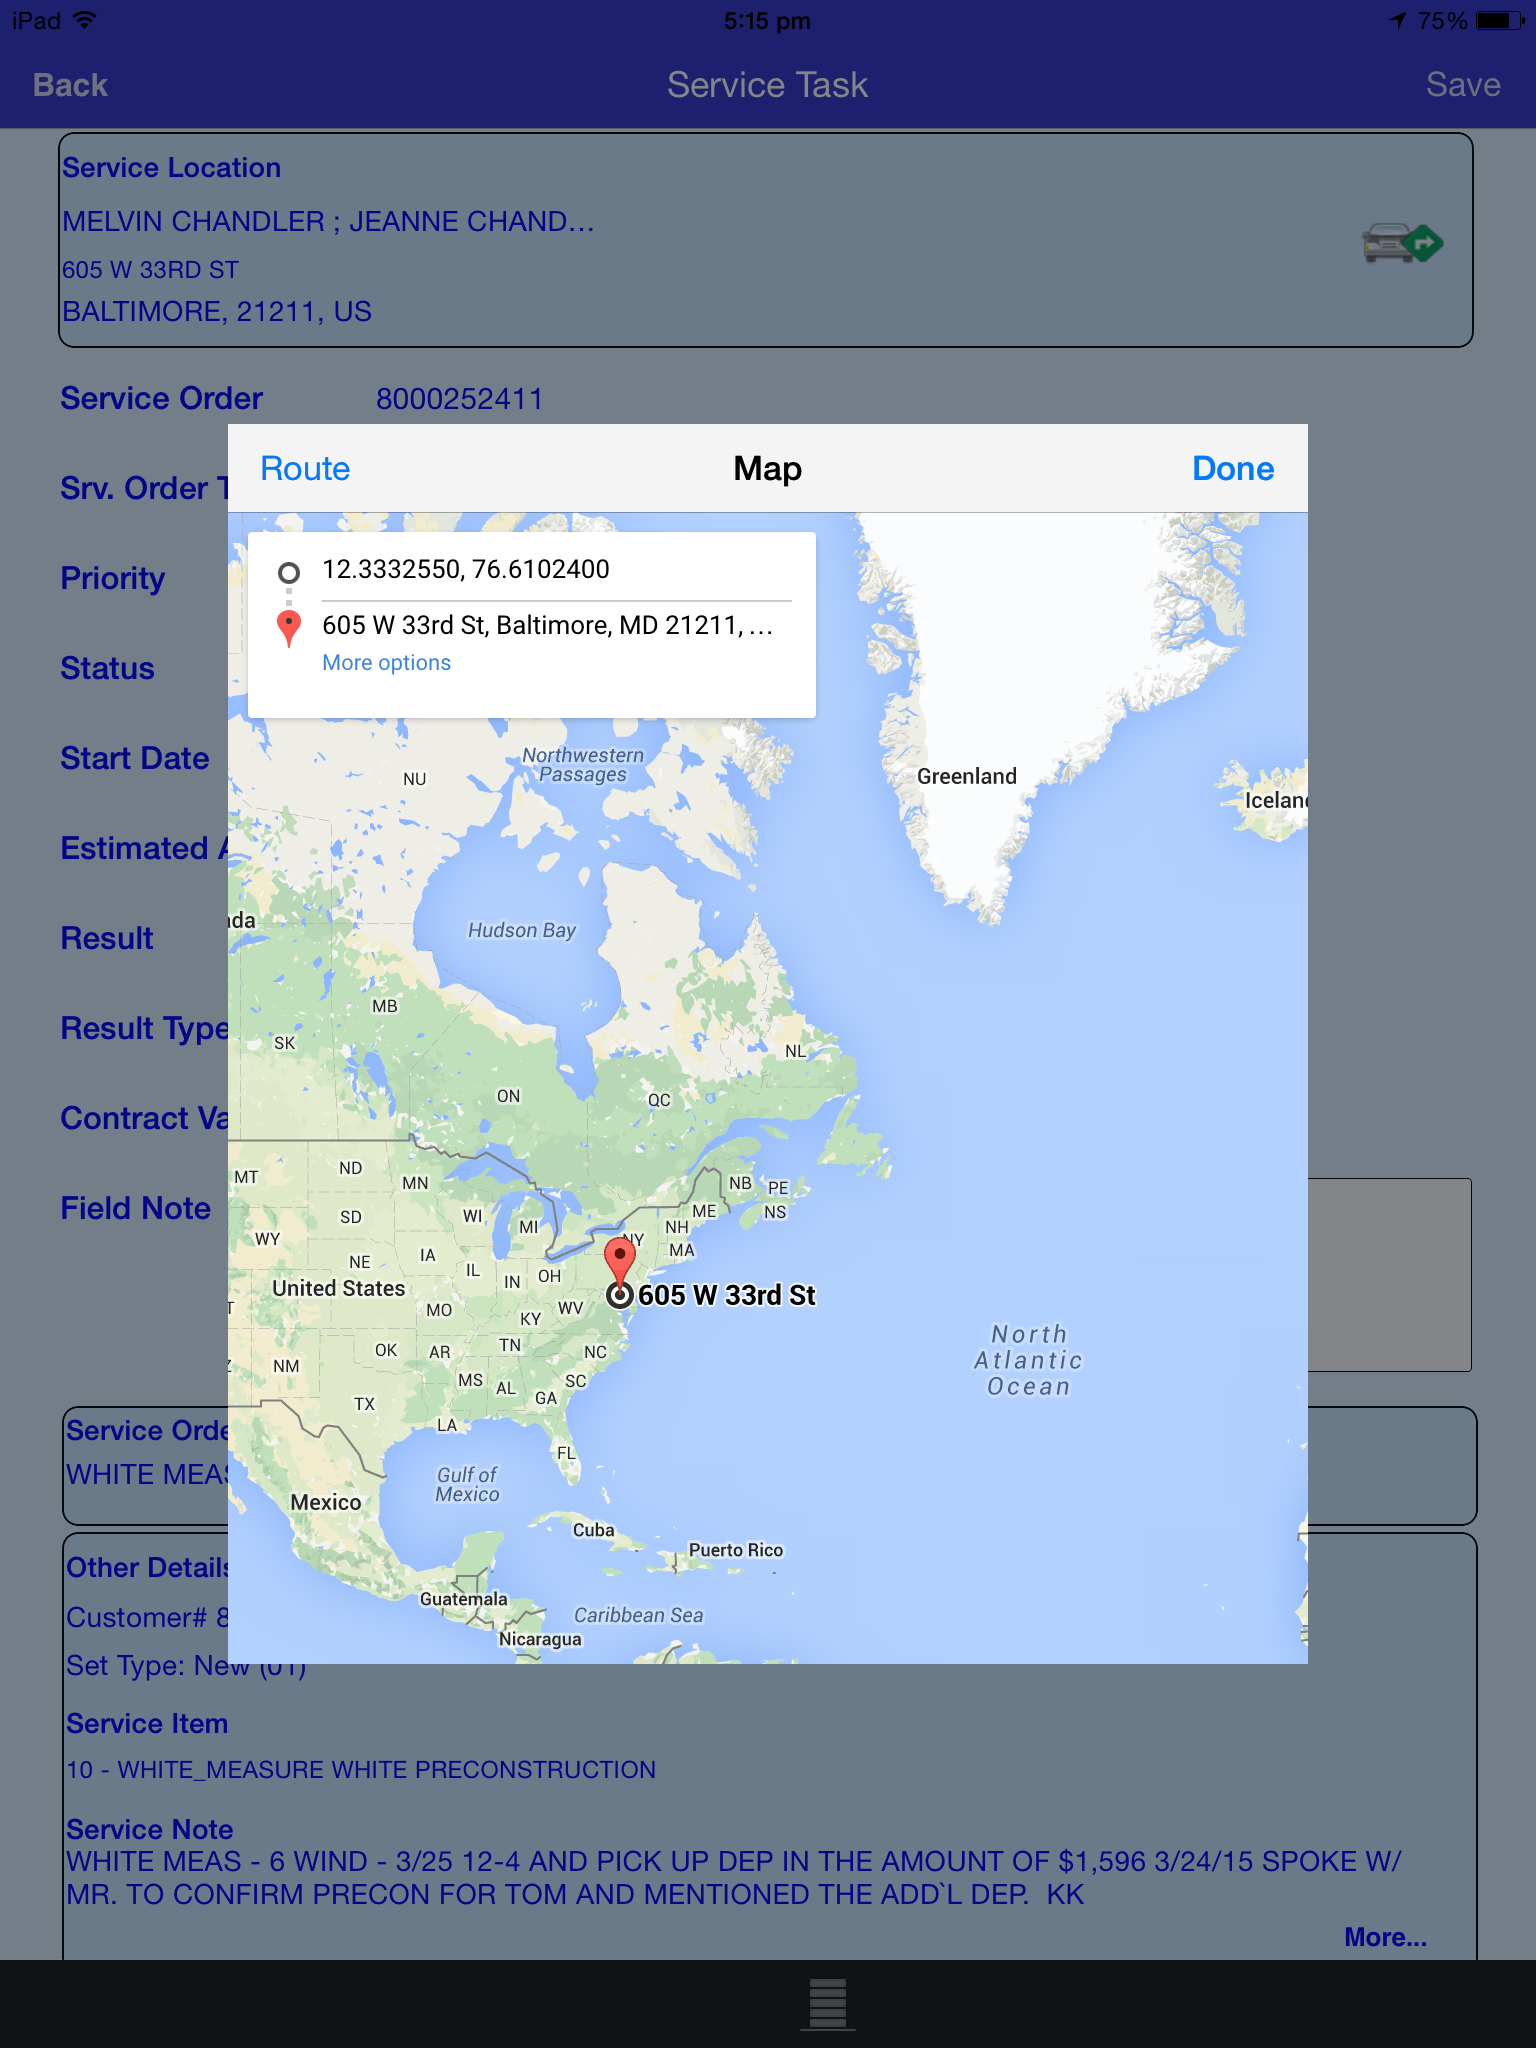 iPad 5:15 pm 75%
Back Service Task Save
Service Location
MELVIN CHANDLER ; JEANNE CHAND...
605 W 33RD ST
BALTIMORE, 21211, US
Service Order 8000252411
Route Map Done
Srv. Order T
12.3332550, 76.6102400
Priority
605 W 33rd St, Baltimore, MD 21211, ...
More options
Status
Start Date
Northwestern
Passages
NU
Greenland
Iceland
Estimated A
ada
Hudson Bay
Result
MB
Result Type
SK
NL
ON
QC
Contract Va
ND
MT
MN
NB
PE
Field Note
ME
NS
SD
WI
MI
NH
WY
NY
MA
IA
NE
IL
IN
OH
United States
605 W 33rd St
T
MO
WV
KY
North
Atlantic
Ocean
TN
OK
AR
NC
Z
NM
MS
AL
SC
GA
TX
LA
Service Orde
FL
WHITE MEAS
Gulf of
Mexico
Mexico
Cuba
Puerto Rico
Other Details
Guatemala
Customer# 8
Caribbean Sea
Nicaragua
Set Type: New (01)
Service Item
10 - WHITE_MEASURE WHITE PRECONSTRUCTION
Service Note
WHITE MEAS - 6 WIND - 3/25 12-4 AND PICK UP DEP IN THE AMOUNT OF $1,596 3/24/15 SPOKE W/
MR. TO CONFIRM PRECON FOR TOM AND MENTIONED THE ADD`L DEP.  KK
More...